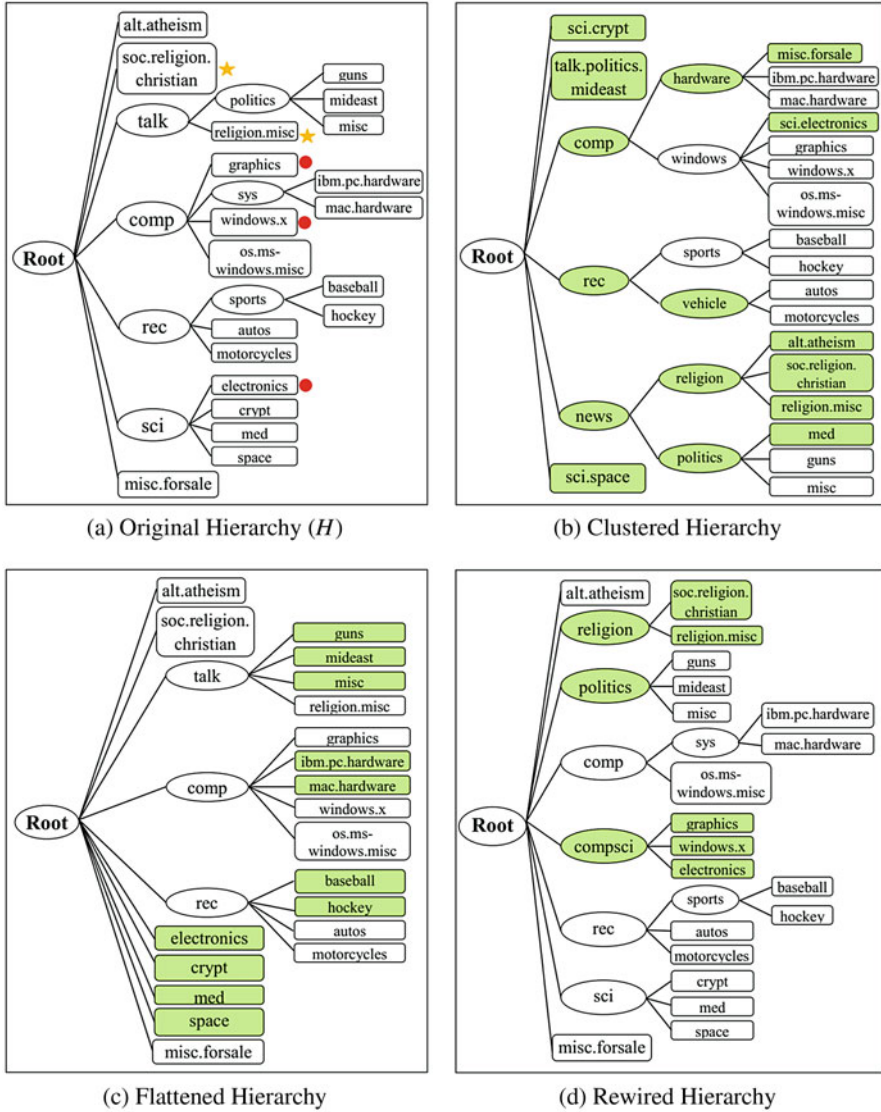 alt.atheism
soc.religion.
christian
guns
politics
mideast
talk
misc
religion.misc
graphics
ibm.pc.hardware
sys
mac.hardware
comp
windows.x
Root
os.ms-
windows.misc
baseball
sports
hockey
rec
autos
motorcycles
electronics
crypt
sci
med
space
misc.forsale
(a) Original Hierarchy (H)
sci.crypt
misc.forsale
talk.politics.
mideast
hardware
ibm.pc.hardware
mac.hardware
sci.electronics
comp
graphics
windows
windows.x
os.ms-
windows.misc
Root
baseball
sports
hockey
rec
autos
vehicle
motorcycles
alt.atheism
religion
soc.religion.
christian
religion.misc
news
med
politics
guns
sci.space
misc
(b) Clustered Hierarchy
alt.atheism
soc.religion.
christian
guns
mideast
talk
misc
religion.misc
graphics
ibm.pc.hardware
comp
mac.hardware
windows.x
Root
os.ms-
windows.misc
baseball
rec
hockey
autos
electronics
motorcycles
crypt
med
space
misc.forsale
(c) Flattened Hierarchy
alt.atheism
soc.religion.
christian
religion
religion.misc
guns
politics
mideast
misc
ibm.pc.hardware
sys
mac.hardware
comp
os.ms-
windows.misc
Root
graphics
compsci
windows.x
electronics
baseball
sports
hockey
rec
autos
motorcycles
crypt
sci
med
space
misc.forsale
(d) Rewired Hierarchy